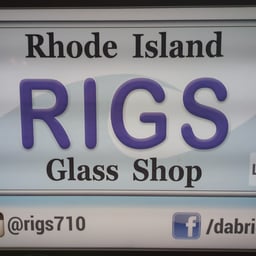 Rhode Island
RIGS
Glass Shop
@rigs710
/dabri